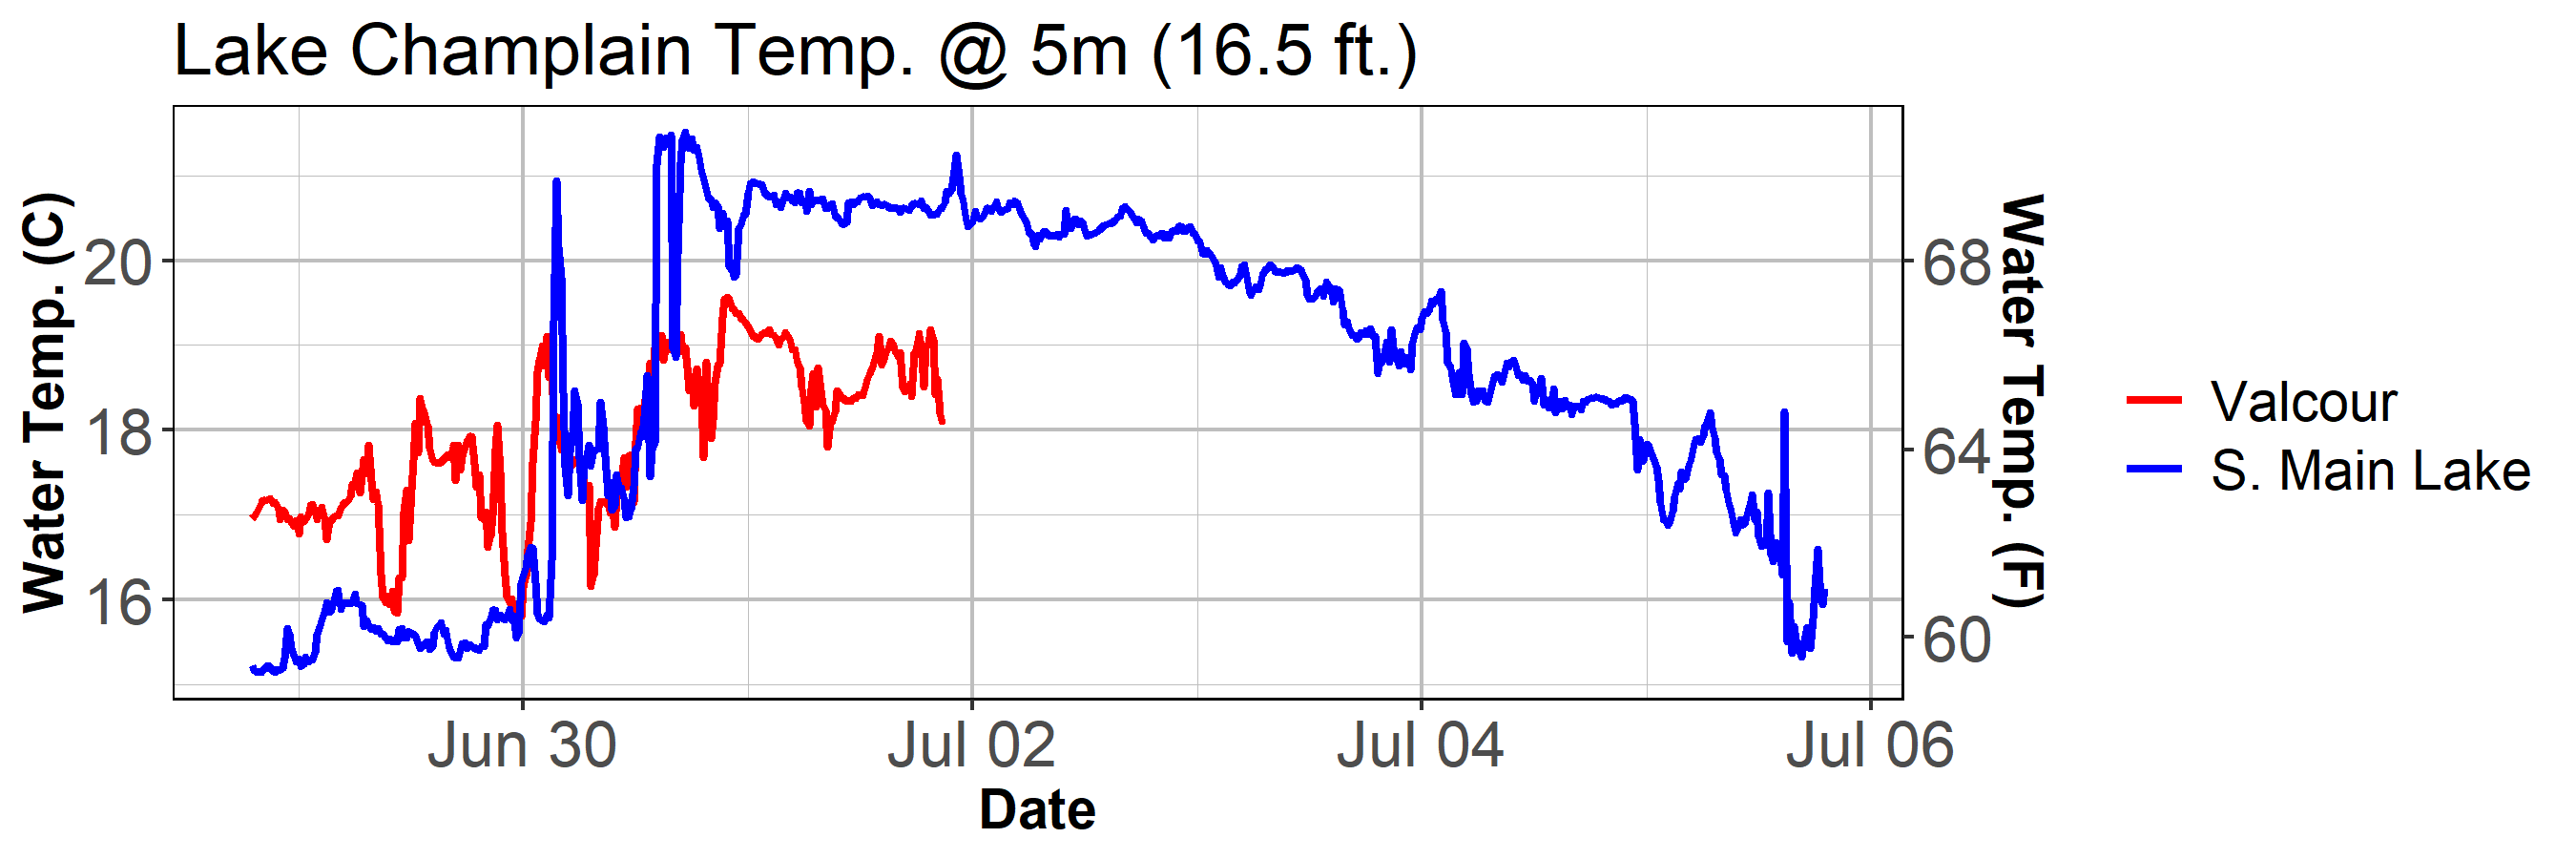 Lake Champlain Temp. @ 5m (16.5 ft.)
Water Temp. (C)
20
18
16
68
64
60
Water Temp. (F)
Jun 30
Jul 02
Jul 04
Jul 06
Date
Valcour
S. Main Lake